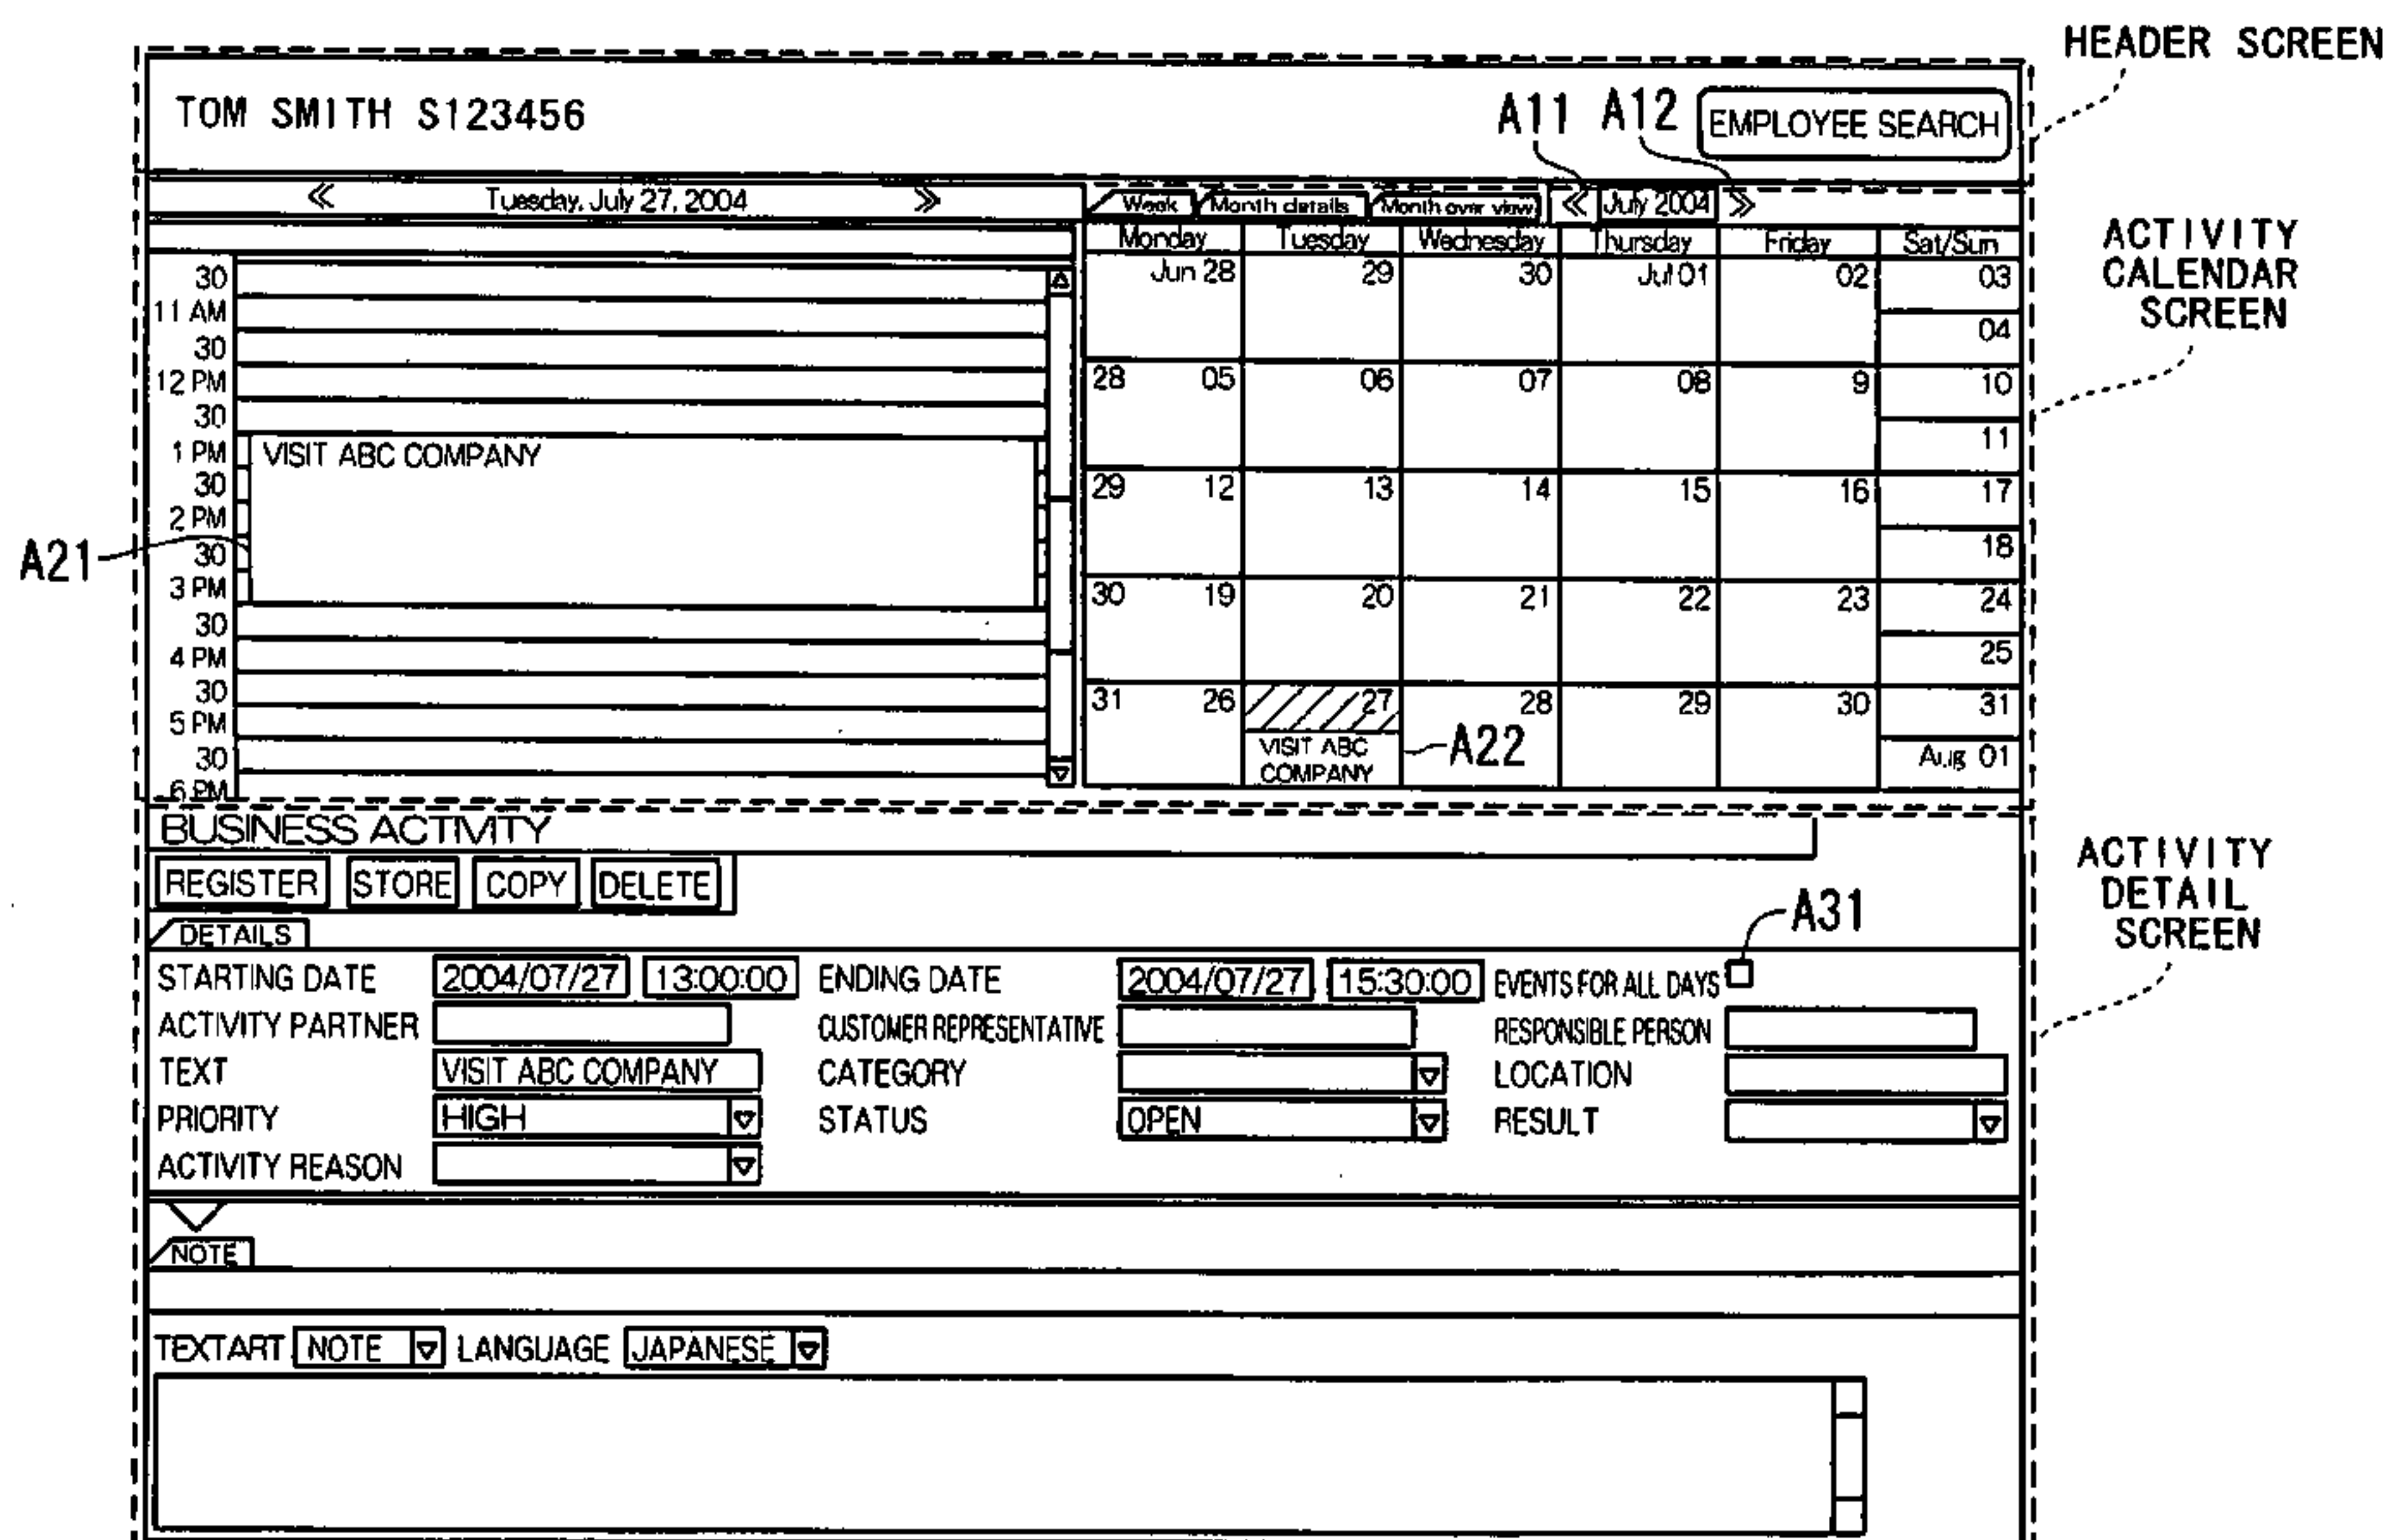 HEADER SCREEN
TOM SMITH S123456
A11 A12
EMPLOYEE SEARCH
« Tuesday, July 27, 2004 »
Week Month details Month over view « July 2004 »
ACTIVITY
CALENDAR
SCREEN
Monday Tuesday Wednesday Thursday Friday Sat/Sun
30
11 AM
30
12 PM
30
1 PM VISIT ABC COMPANY
30
2 PM
30
3 PM
30
4 PM
30
5 PM
30
6 PM
A21
Jun 28 29 30 Jul 01 02 03
04
28 05 06 07 08 9 10
11
29 12 13 14 15 16 17
18
30 19 20 21 22 23 24
25
31 26 27 28 29 30 31
VISIT ABC
COMPANY
A22
Aug 01
BUSINESS ACTIVITY
REGISTER STORE COPY DELETE
ACTIVITY
DETAIL
SCREEN
A31
DETAILS
STARTING DATE 2004/07/27 13:00:00 ENDING DATE 2004/07/27 15:30:00 EVENTS FOR ALL DAYS
ACTIVITY PARTNER CUSTOMER REPRESENTATIVE RESPONSIBLE PERSON
TEXT VISIT ABC COMPANY CATEGORY LOCATION
PRIORITY HIGH STATUS OPEN RESULT
ACTIVITY REASON
NOTE
TEXTART NOTE LANGUAGE JAPANESE